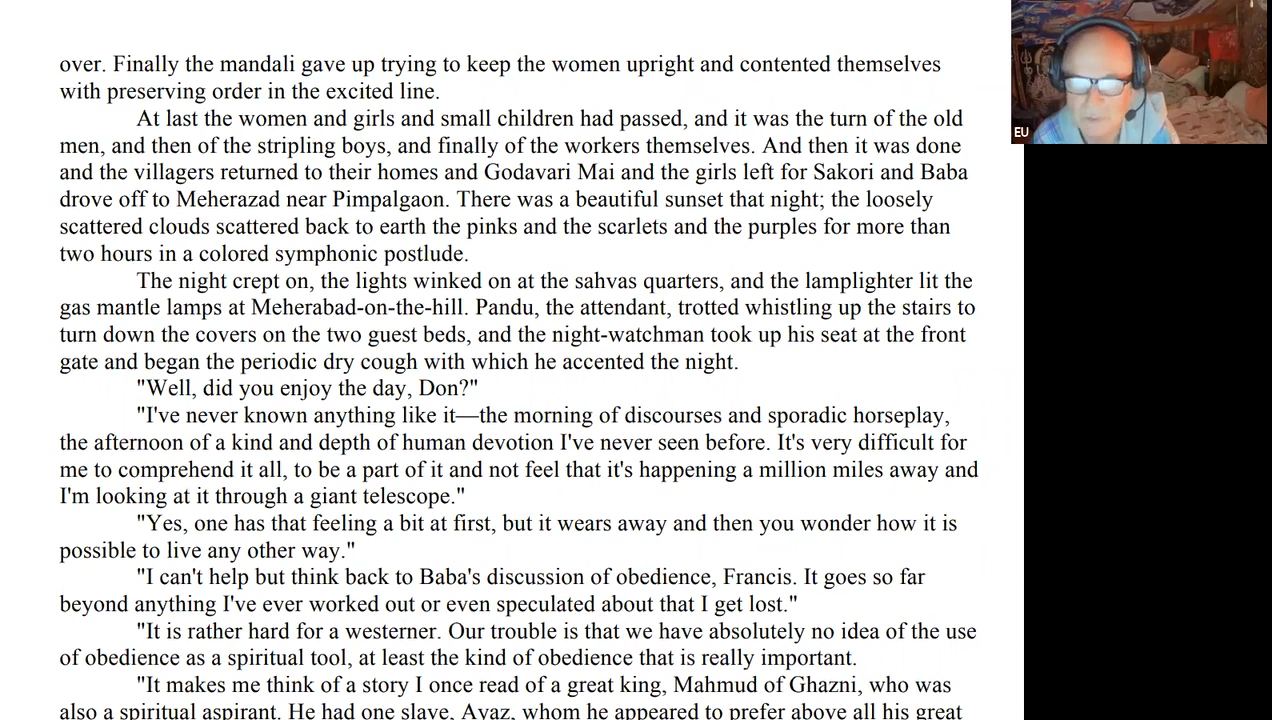 over. Finally the mandali gave up trying to keep the women upright and contented themselves
with preserving order in the excited line.
At last the women and girls and small children had passed, and it was the turn of the old
men, and then of the stripling boys, and finally of the workers themselves. And then it was done
and the villagers returned to their homes and Godavari Mai and the girls left for Sakori and Baba
drove off to Meherazad near Pimpalgaon. There was a beautiful sunset that night; the loosely
scattered clouds scattered back to earth the pinks and the scarlets and the purples for more than
two hours in a colored symphonic postlude.
The night crept on, the lights winked on at the sahvas quarters, and the lamplighter lit the
gas mantle lamps at Meherabad-on-the-hill. Pandu, the attendant, trotted whistling up the stairs to
turn down the covers on the two guest beds, and the night-watchman took up his seat at the front
gate and began the periodic dry cough with which he accented the night.
"Well, did you enjoy the day, Don?"
"I've never known anything like it—the morning of discourses and sporadic horseplay,
the afternoon of a kind and depth of human devotion I've never seen before. It's very difficult for
me to comprehend it all, to be a part of it and not feel that it's happening a million miles away and
I'm looking at it through a giant telescope."
"Yes, one has that feeling a bit at first, but it wears away and then you wonder how it is
possible to live any other way."
"I can't help but think back to Baba's discussion of obedience, Francis. It goes so far
beyond anything I've ever worked out or even speculated about that I get lost."
"It is rather hard for a westerner. Our trouble is that we have absolutely no idea of the use
of obedience as a spiritual tool, at least the kind of obedience that is really important.
"It makes me think of a story I once read of a great king, Mahmud of Ghazni, who was
also a spiritual aspirant. He had one slave, Ayaz, whom he appeared to prefer above all his great
EU